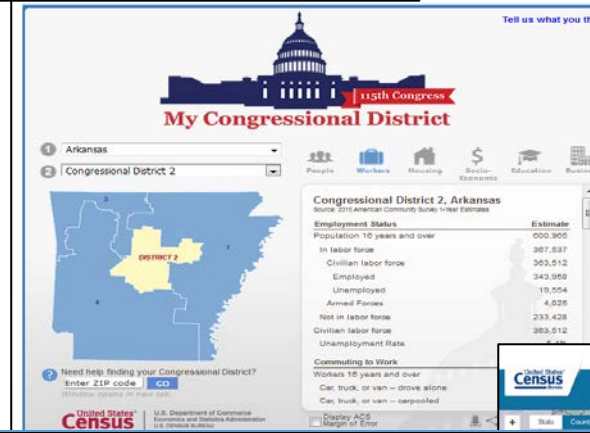 Tell us what you th
115th Congress
My Congressional District
1 Arkansas
2 Congressional District 2
People Workers Housing Socio-Economic Education Busin
3
1
DISTRICT 2
4
Congressional District 2, Arkansas
Source: 2015 American Community Survey 1-Year Estimates
Employment Status Estimate
Population 16 years and over 600,965
In labor force 367,537
Civilian labor force 363,512
Employed 343,958
Unemployed 19,554
Armed Forces 4,025
Not in labor force 233,428
Civilian labor force 363,512
Unemployment Rate
Commuting to Work
Workers 16 years and over
Car, truck, or van -- drove alone
Car, truck, or van -- carpooled
? Need help finding your Congressional District?
Enter ZIP code GO
Window opens in new tab.
United States Census Bureau
U.S. Department of Commerce
Economics and Statistics Administration
U.S. CENSUS BUREAU
Display ACS
Margin of Error
United States Census Bureau
+ State Count